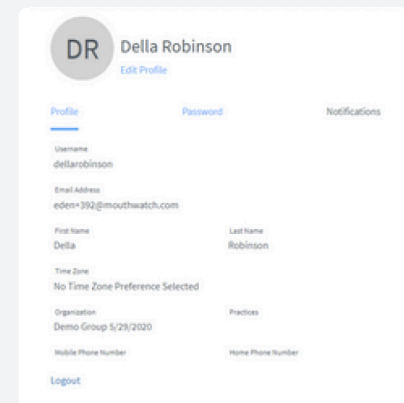 DR
Della Robinson
Edit Profile
Profile Password Notifications
Username
dellarobinson
Email Address
eden+392@mouthwatch.com
First Name Last Name
Della Robinson
Time Zone
No Time Zone Preference Selected
Organization Practices
Demo Group 5/29/2020
Mobile Phone Number Home Phone Number
Logout